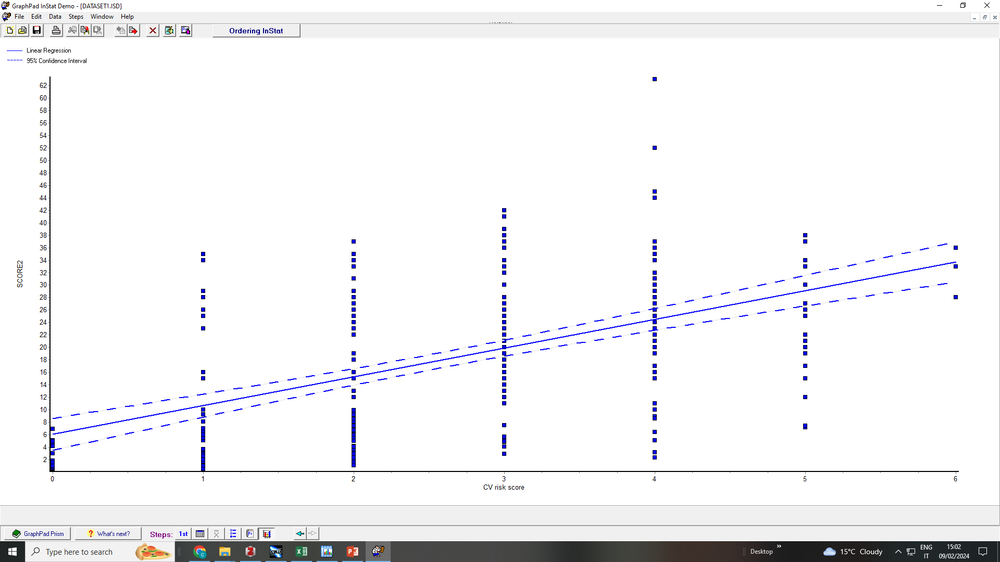 GraphPad InStat Demo - [DATASET1.ISD]
File Edit Data Steps Window Help
Ordering InStat
Linear Regression
95% Confidence Interval
62
60
58
56
54
52
50
48
46
44
42
40
38
36
34
32
30
28
26
24
22
20
18
16
14
12
10
8
6
4
2
SCORE2
0 1 2 3 4 5 6
CV risk score
GraphPad Prism ? What's next? Steps: 1st
Type here to search
Desktop
15°C Cloudy
ENG
IT
15:02
09/02/2024